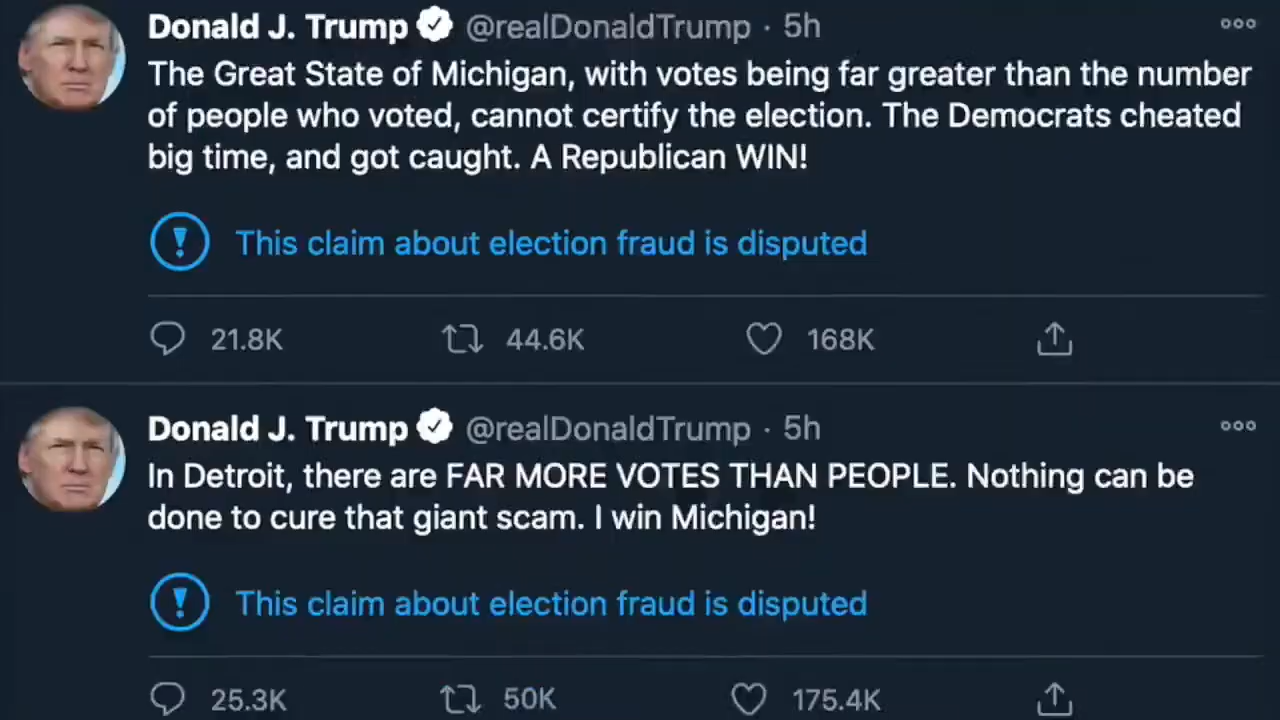 Donald J. Trump @realDonaldTrump · 5h
The Great State of Michigan, with votes being far greater than the number
of people who voted, cannot certify the election. The Democrats cheated
big time, and got caught. A Republican WIN!
This claim about election fraud is disputed
21.8K 44.6K 168K
Donald J. Trump @realDonaldTrump · 5h
In Detroit, there are FAR MORE VOTES THAN PEOPLE. Nothing can be
done to cure that giant scam. I win Michigan!
This claim about election fraud is disputed
25.3K 50K 175.4K